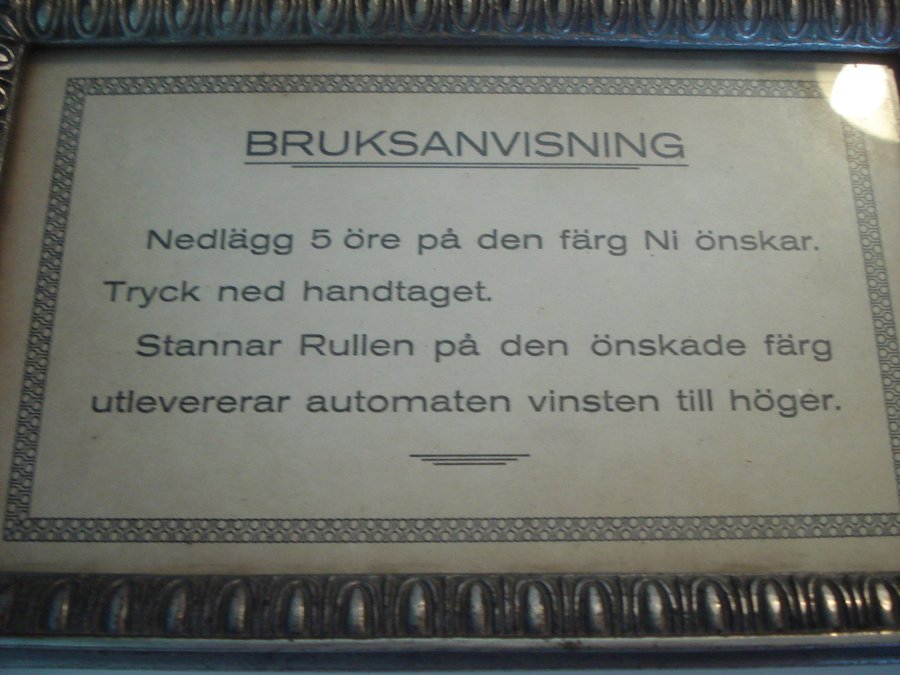 BRUKSANVISNING
Nedlägg 5 öre på den färg Ni önskar.
Tryck ned handtaget.
Stannar Rullen på den önskade färg
utlevererar automaten vinsten till höger.